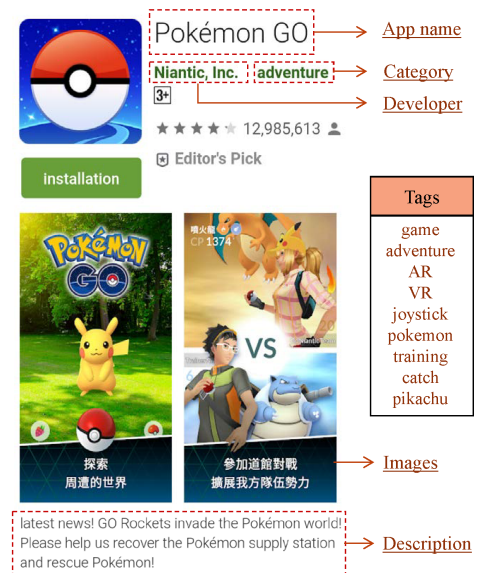 Pokémon GO
App name
Niantic, Inc. adventure
Category
3+
Developer
12,985,613
Editor's Pick
installation
Tags
game
adventure
AR
VR
joystick
pokemon
training
catch
pikachu
POKÉMON
GO
噴火龍
CP 1374
VS
探索
周遭的世界
參加道館對戰
擴展我方隊伍勢力
Images
latest news! GO Rockets invade the Pokémon world!
Please help us recover the Pokémon supply station
and rescue Pokémon!
Description